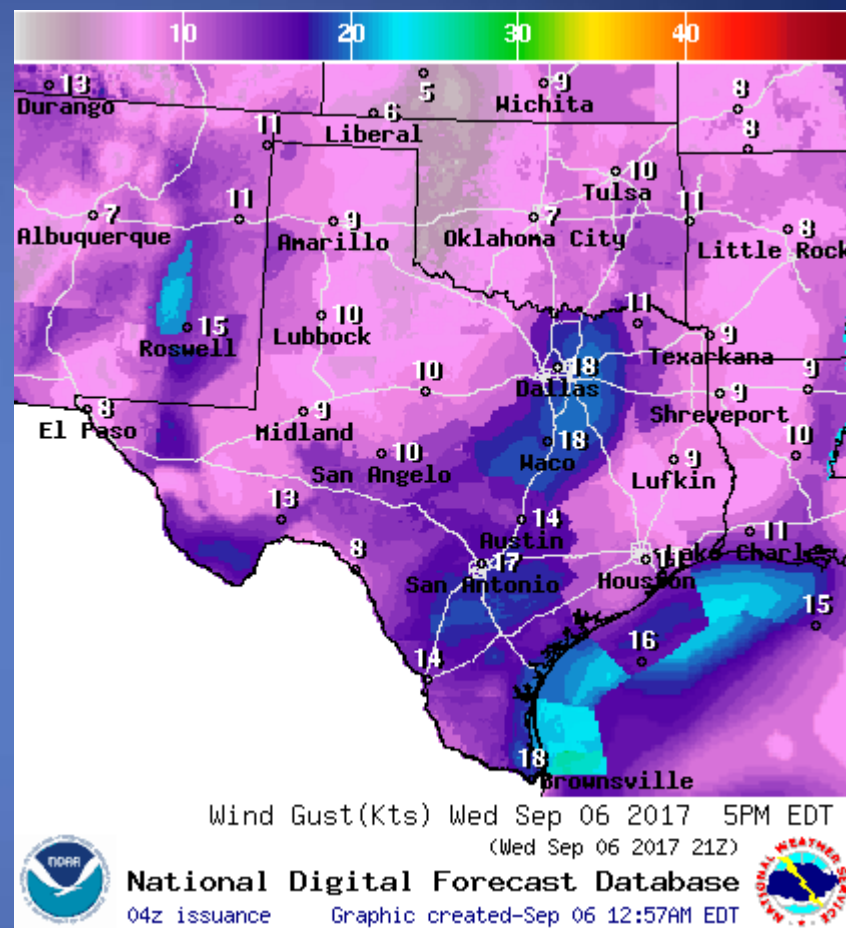 10 20 30 40
13 5 9 8
Durango Wichita
6
Liberal
11 8
10
Tulsa
7 11 9 7 11 8
Albuquerque Amarillo Oklahoma City Little Rock
15 10 11 9
Roswell Lubbock Texarkana
18
10 Dallas 9 9
8 9 Shreveport
El Paso Midland
10 18 9 10
San Angelo Waco Lufkin
13 14 11
Austin
8 17 Lake Charles
San Antonio Houston
15
14 16
18
Brownsville
Wind Gust(Kts) Wed Sep 06 2017 5PM EDT
(Wed Sep 06 2017 21Z)
NOAA
National Digital Forecast Database
04z issuance Graphic created-Sep 06 12:57AM EDT
NATIONAL WEATHER SERVICE